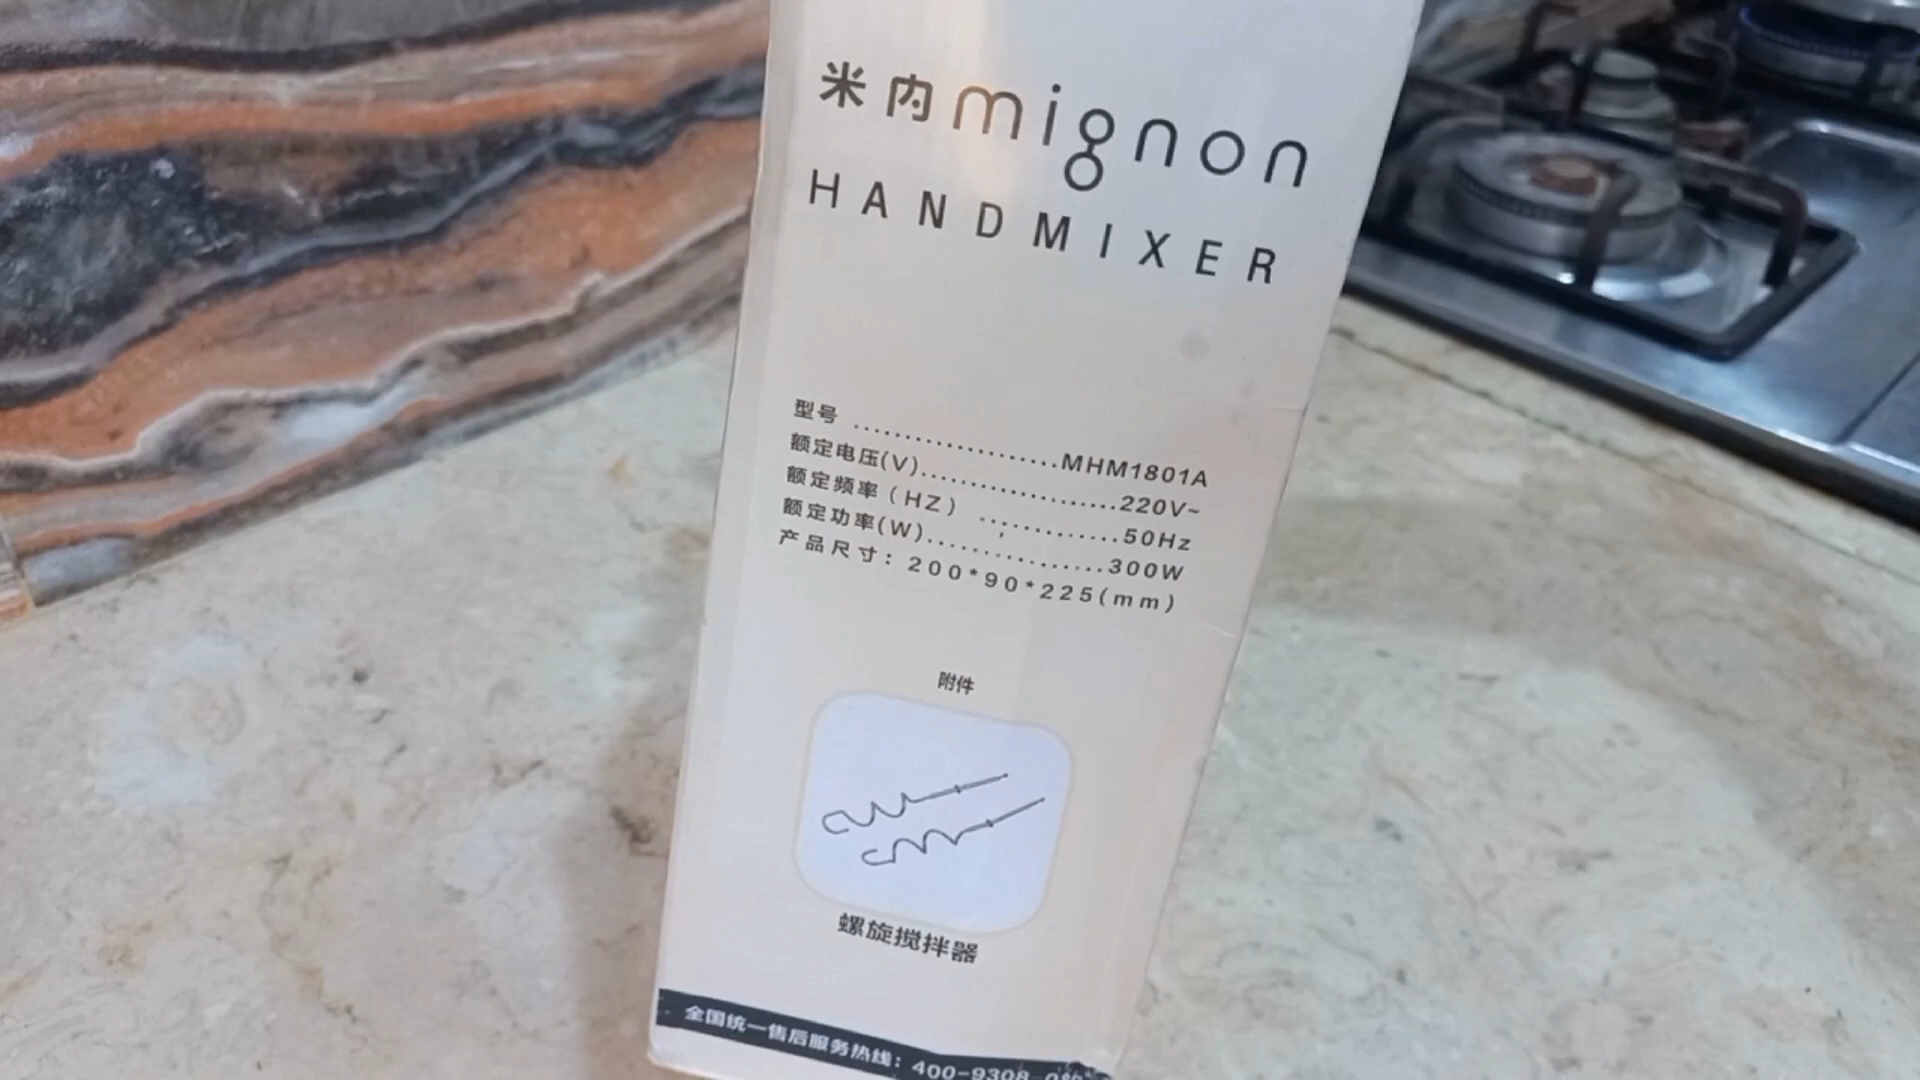 米内mignon
HANDMIXER
型号 ....................MHM1801A
额定电压(V)....................220V~
额定频率(HZ) ..............50Hz
额定功率(W)..................300W
产品尺寸: 200*90*225(mm)
附件
螺旋搅拌器
全国统一售后服务热线: 400-9308-